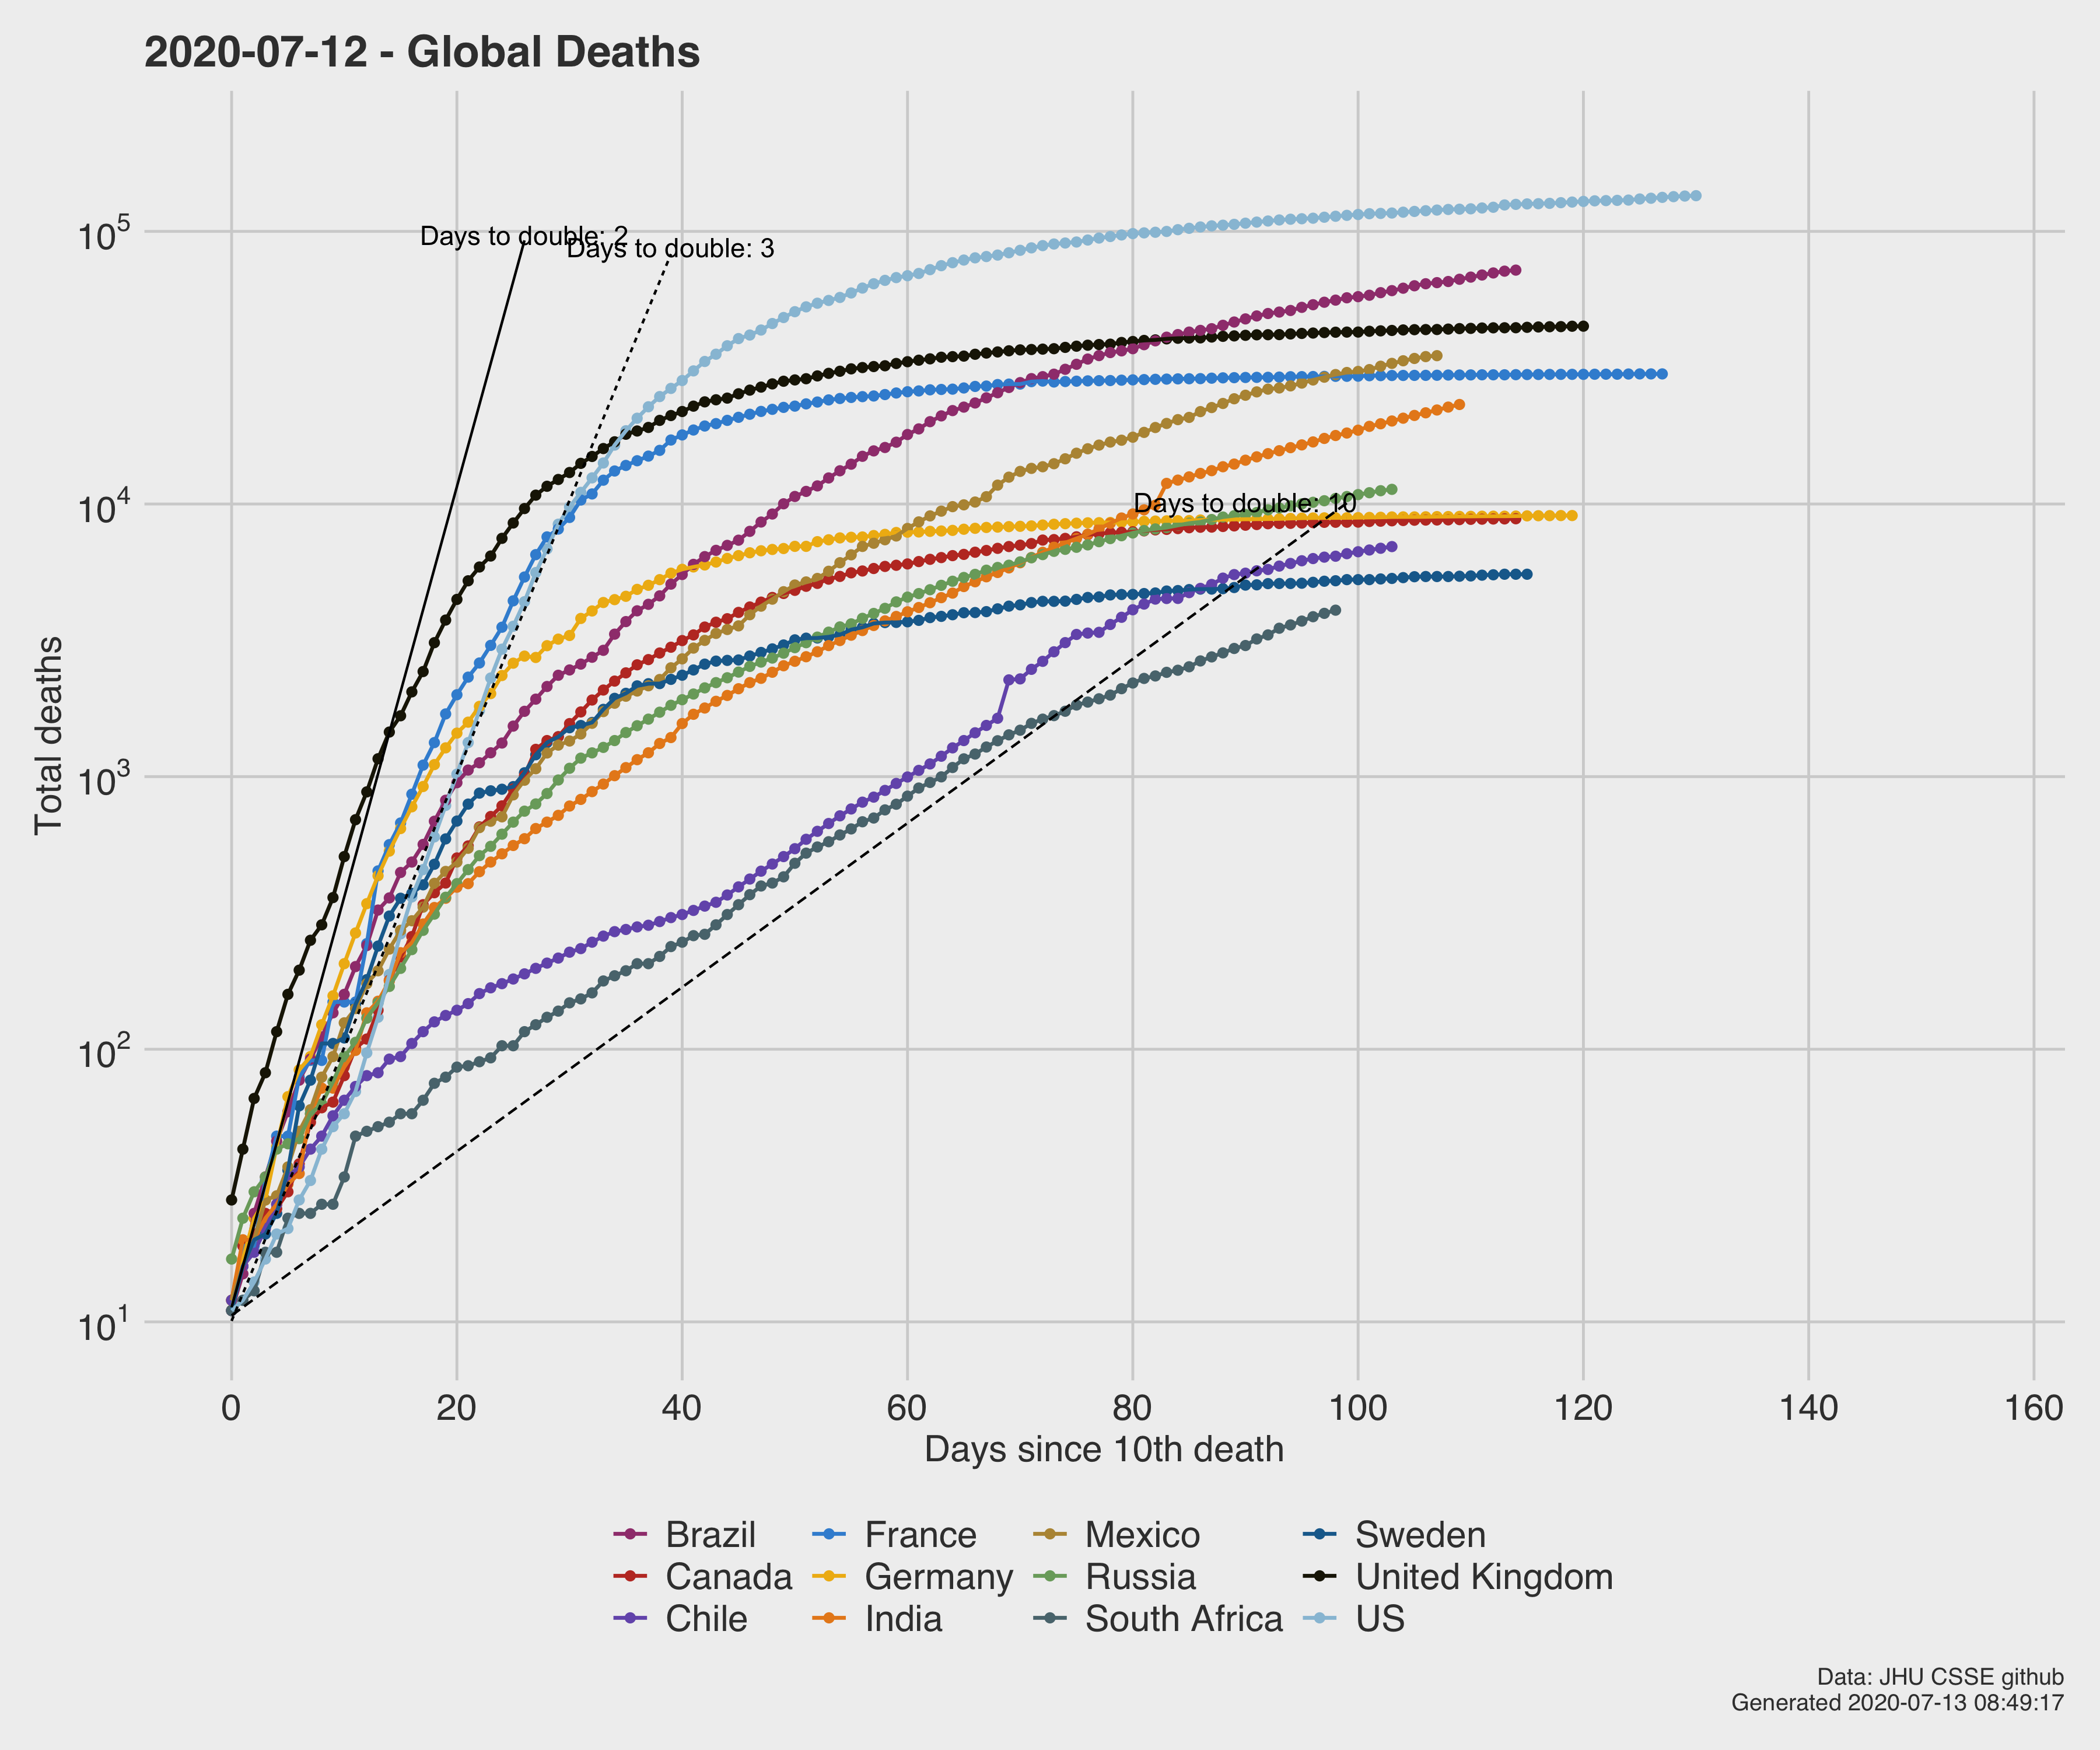 2020-07-12 - Global Deaths
Days to double: 2
Days to double: 3
Days to double: 10
10^5
10^4
10^3
10^2
10^1
Total deaths
0 20 40 60 80 100 120 140 160
Days since 10th death
Brazil France Mexico Sweden
Canada Germany Russia United Kingdom
Chile India South Africa US
Data: JHU CSSE github
Generated 2020-07-13 08:49:17